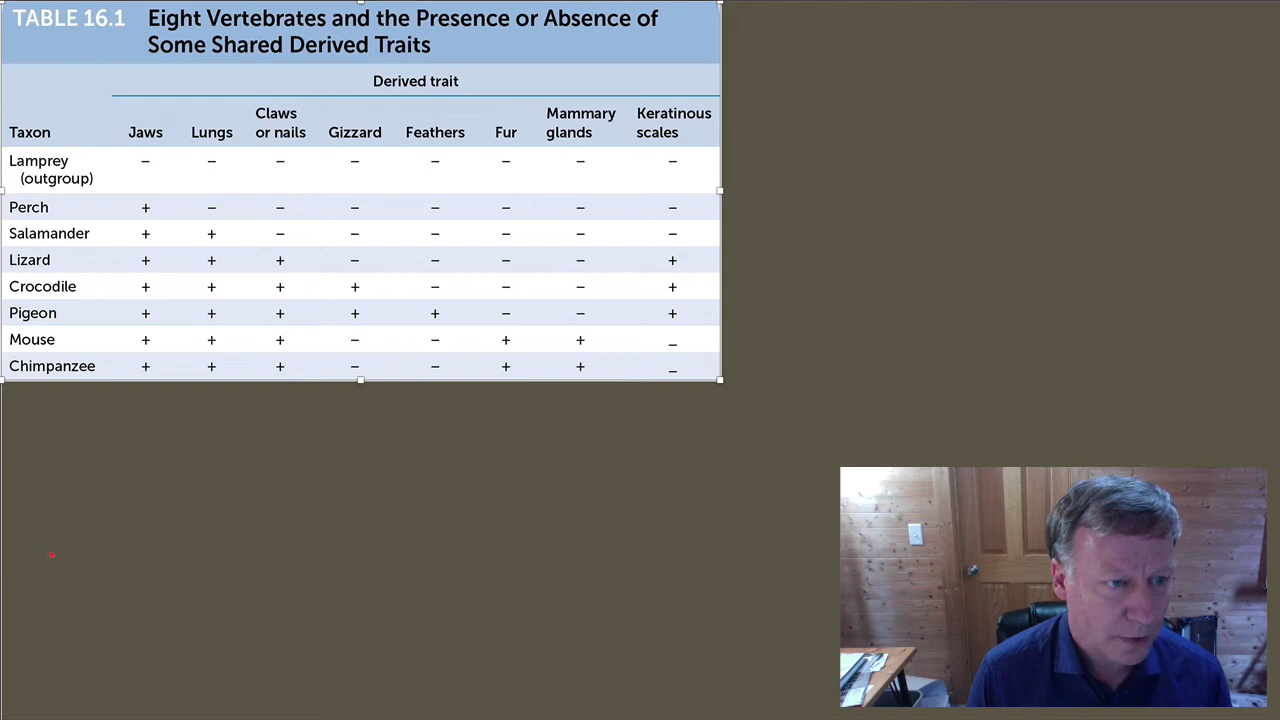 TABLE 16.1 Eight Vertebrates and the Presence or Absence of
Some Shared Derived Traits
Derived trait
Taxon Jaws Lungs Claws or nails Gizzard Feathers Fur Mammary glands Keratinous scales
Lamprey (outgroup) – – – – – – – –
Perch + – – – – – – –
Salamander + + – – – – – –
Lizard + + + – – – – +
Crocodile + + + + – – – +
Pigeon + + + + + – – +
Mouse + + + – – + + _
Chimpanzee + + + – – + + _